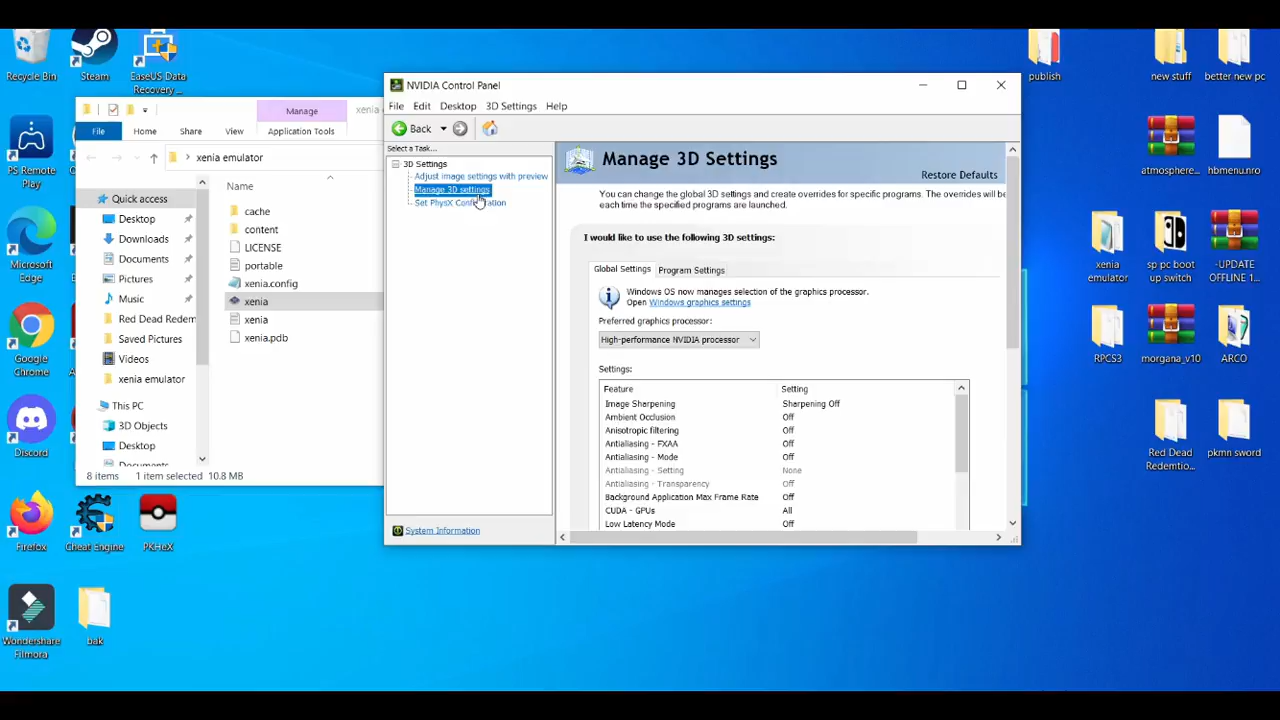 Recycle Bin
Steam
EaseUS Data
Recovery ...
PS Remote
Play
Microsoft
Edge
Google
Chrome
Discord
Firefox
Cheat Engine
PKHeX
Wondershare
Filmora
bak
Manage
xenia
File
Home
Share
View
Application Tools
xenia emulator
Quick access
Desktop
Downloads
Documents
Pictures
Music
Red Dead Redem
Saved Pictures
Videos
xenia emulator
This PC
3D Objects
Desktop
Documents
Name
cache
content
LICENSE
portable
xenia.config
xenia
xenia
xenia.pdb
8 items
1 item selected 10.8 MB
NVIDIA Control Panel
File Edit Desktop 3D Settings Help
Back
Select a Task...
3D Settings
Adjust image settings with preview
Manage 3D settings
Set PhysX Configuration
System Information
Manage 3D Settings
Restore Defaults
You can change the global 3D settings and create overrides for specific programs. The overrides will be
each time the specified programs are launched.
I would like to use the following 3D settings:
Global Settings
Program Settings
Windows OS now manages selection of the graphics processor.
Open Windows graphics settings
Preferred graphics processor:
High-performance NVIDIA processor
Settings:
Feature Setting
Image Sharpening Sharpening Off
Ambient Occlusion Off
Anisotropic filtering Off
Antialiasing - FXAA Off
Antialiasing - Mode Off
Antialiasing - Setting None
Antialiasing - Transparency Off
Background Application Max Frame Rate Off
CUDA - GPUs All
Low Latency Mode Off
publish
new stuff
better new pc
atmosphere...
hbmenu.nro
xenia
emulator
sp pc boot
up switch
-UPDATE
OFFLINE 1...
RPCS3
morgana_v10
ARCO
Red Dead
Redemtio...
pkmn sword